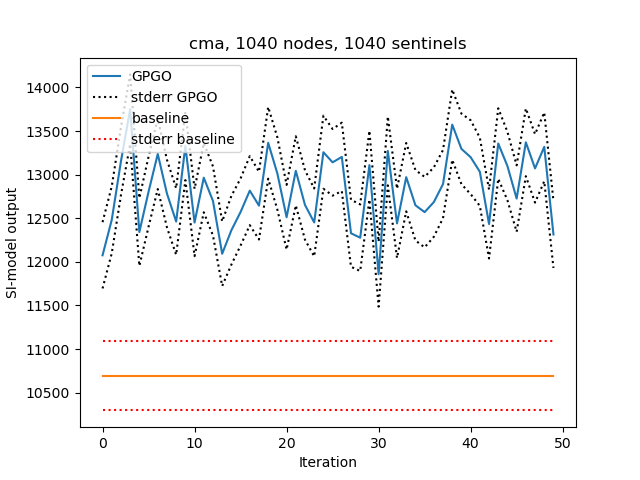 cma, 1040 nodes, 1040 sentinels
GPGO
stderr GPGO
baseline
stderr baseline
14000
13500
13000
12500
12000
11500
11000
10500
SI-model output
0 10 20 30 40 50
Iteration